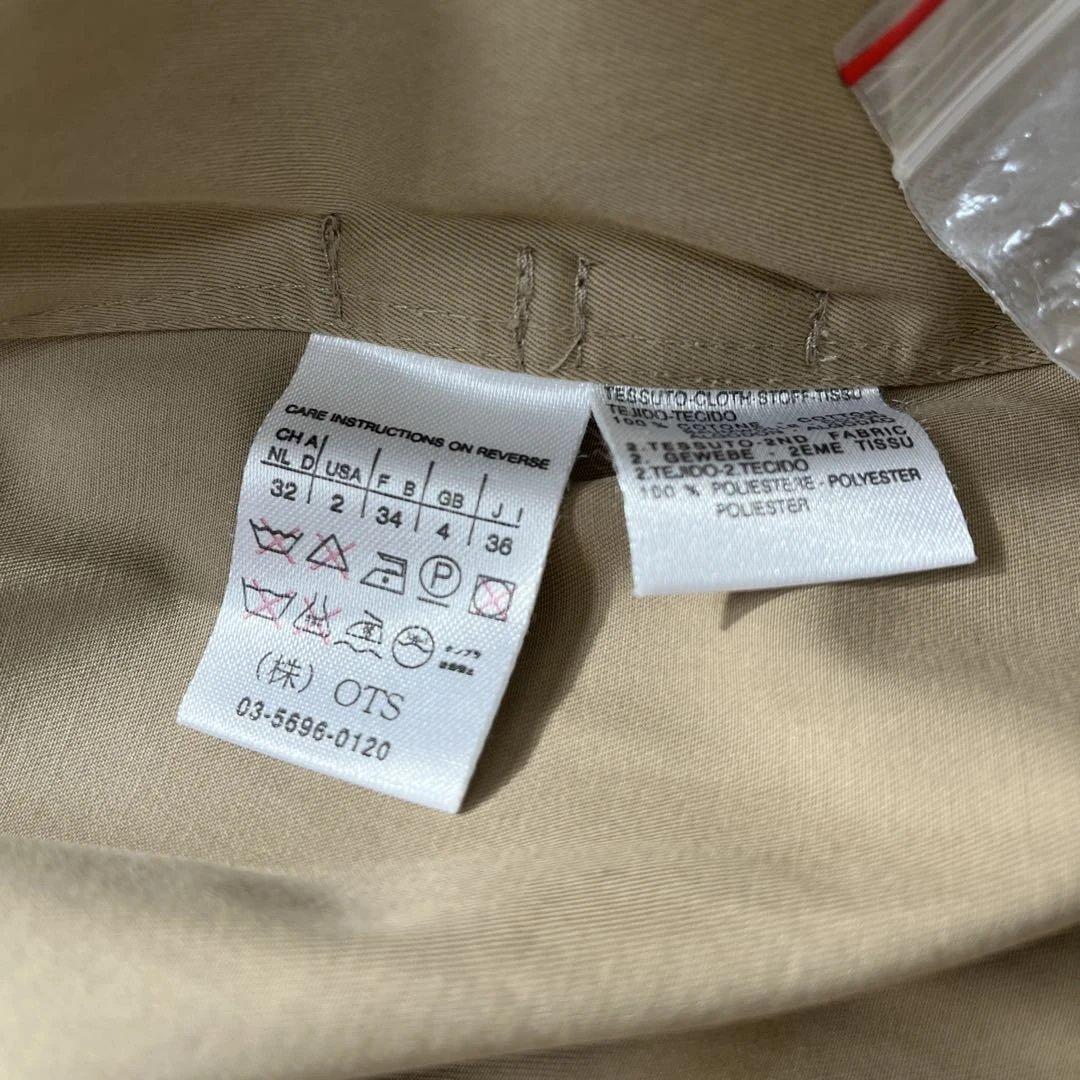 CARE INSTRUCTIONS ON REVERSE
CH A
NL D USA F B GB J I
32 2 34 4 36
P
(株) OTS
03-5696-0120
TESSUTO-CLOTH-STOFF-TISSU
TEJIDO-TECIDO
100 % COTONE - COTTON
2. TESSUTO-2ND FABRIC
2. GEWEBE - 2EME TISSU
2.TEJIDO-2.TECIDO
100 % POLIESTERE-POLYESTER
POLIESTER